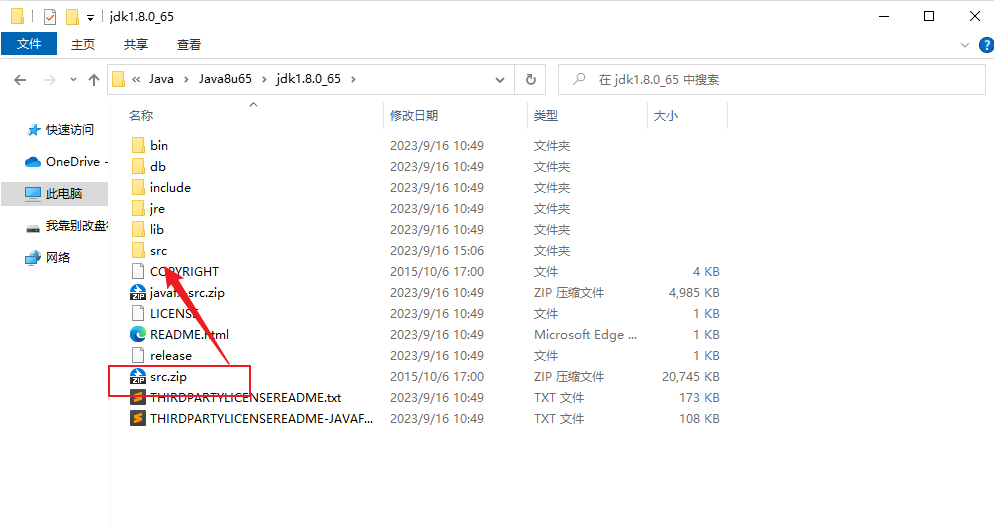 jdk1.8.0_65
文件 主页 共享 查看
« Java › Java8u65 › jdk1.8.0_65 › 在 jdk1.8.0_65 中搜索
名称 修改日期 类型 大小
快速访问
OneDrive -
此电脑
网络
bin 2023/9/16 10:49 文件夹
db 2023/9/16 10:49 文件夹
include 2023/9/16 10:49 文件夹
jre 2023/9/16 10:49 文件夹
lib 2023/9/16 10:49 文件夹
src 2023/9/16 15:06 文件夹
COPYRIGHT 2015/10/6 17:00 文件 4 KB
javafx-src.zip 2023/9/16 10:49 ZIP 压缩文件 4,985 KB
LICENSE 2023/9/16 10:49 文件 1 KB
README.html 2023/9/16 10:49 Microsoft Edge ... 1 KB
release 2023/9/16 10:49 文件 1 KB
src.zip 2015/10/6 17:00 ZIP 压缩文件 20,745 KB
THIRDPARTYLICENSEREADME.txt 2023/9/16 10:49 TXT 文件 173 KB
THIRDPARTYLICENSEREADME-JAVAF... 2023/9/16 10:49 TXT 文件 108 KB